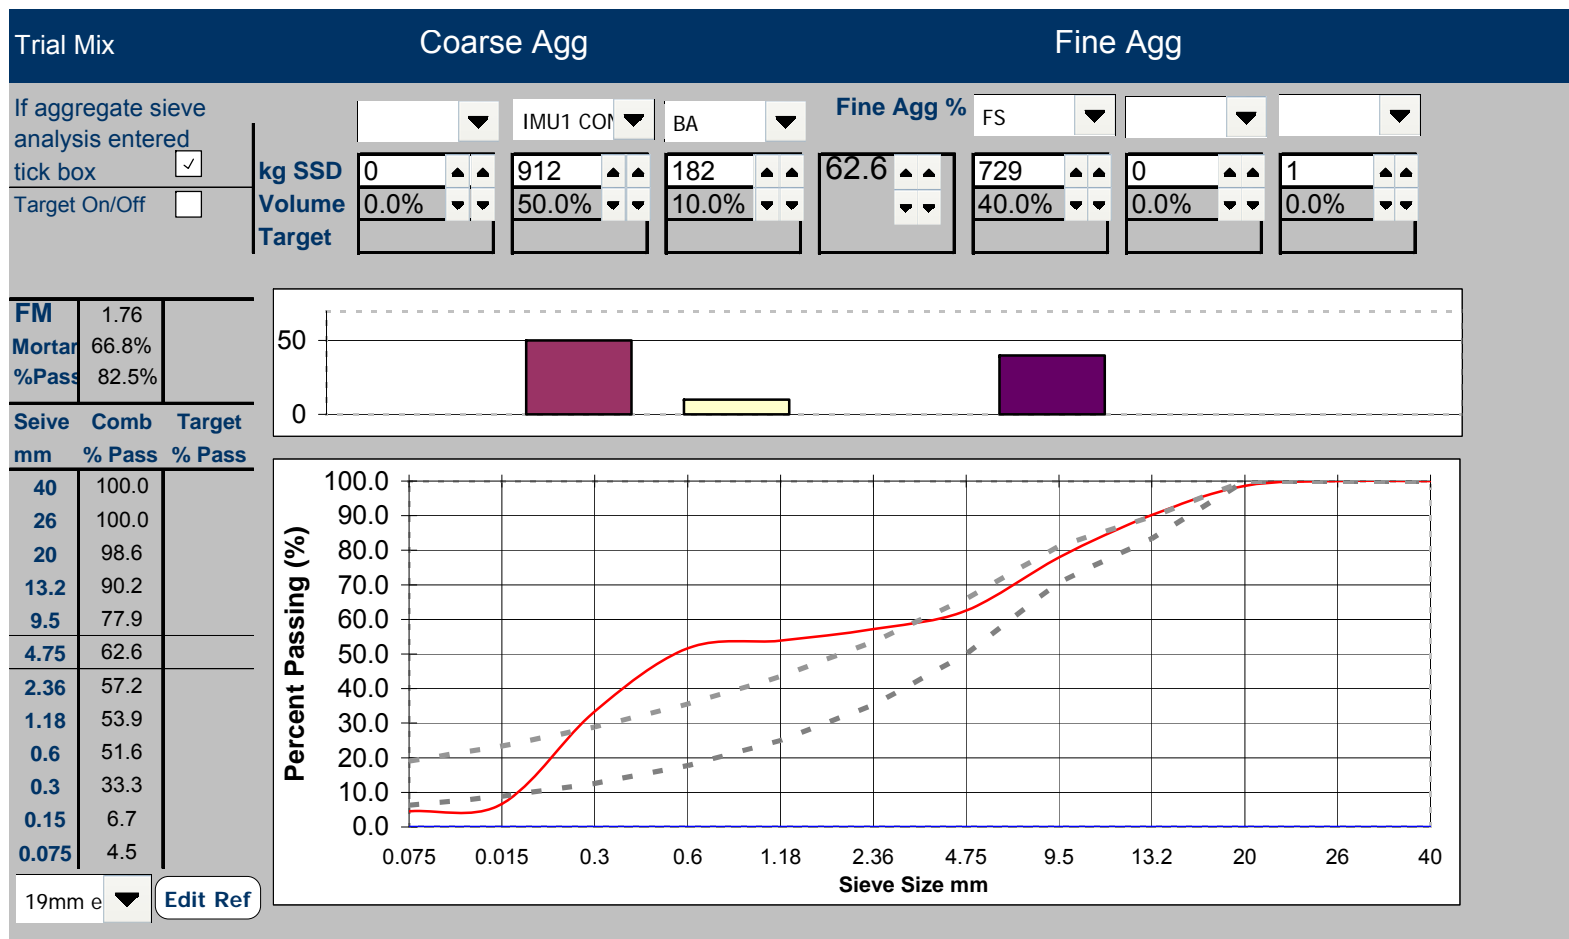 Trial Mix Coarse Agg Fine Agg
If aggregate sieve
analysis entered
tick box
Target On/Off
IMU1 CON BA Fine Agg % FS
kg SSD 0 912 182 62.6 729 0 1
Volume 0.0% 50.0% 10.0% 40.0% 0.0% 0.0%
Target
FM 1.76
Mortar 66.8%
%Pass 82.5%
50
0
Seive Comb Target
mm % Pass % Pass
40 100.0
26 100.0
20 98.6
13.2 90.2
9.5 77.9
4.75 62.6
2.36 57.2
1.18 53.9
0.6 51.6
0.3 33.3
0.15 6.7
0.075 4.5
19mm e Edit Ref
Percent Passing (%)
100.0
90.0
80.0
70.0
60.0
50.0
40.0
30.0
20.0
10.0
0.0
0.075 0.015 0.3 0.6 1.18 2.36 4.75 9.5 13.2 20 26 40
Sieve Size mm